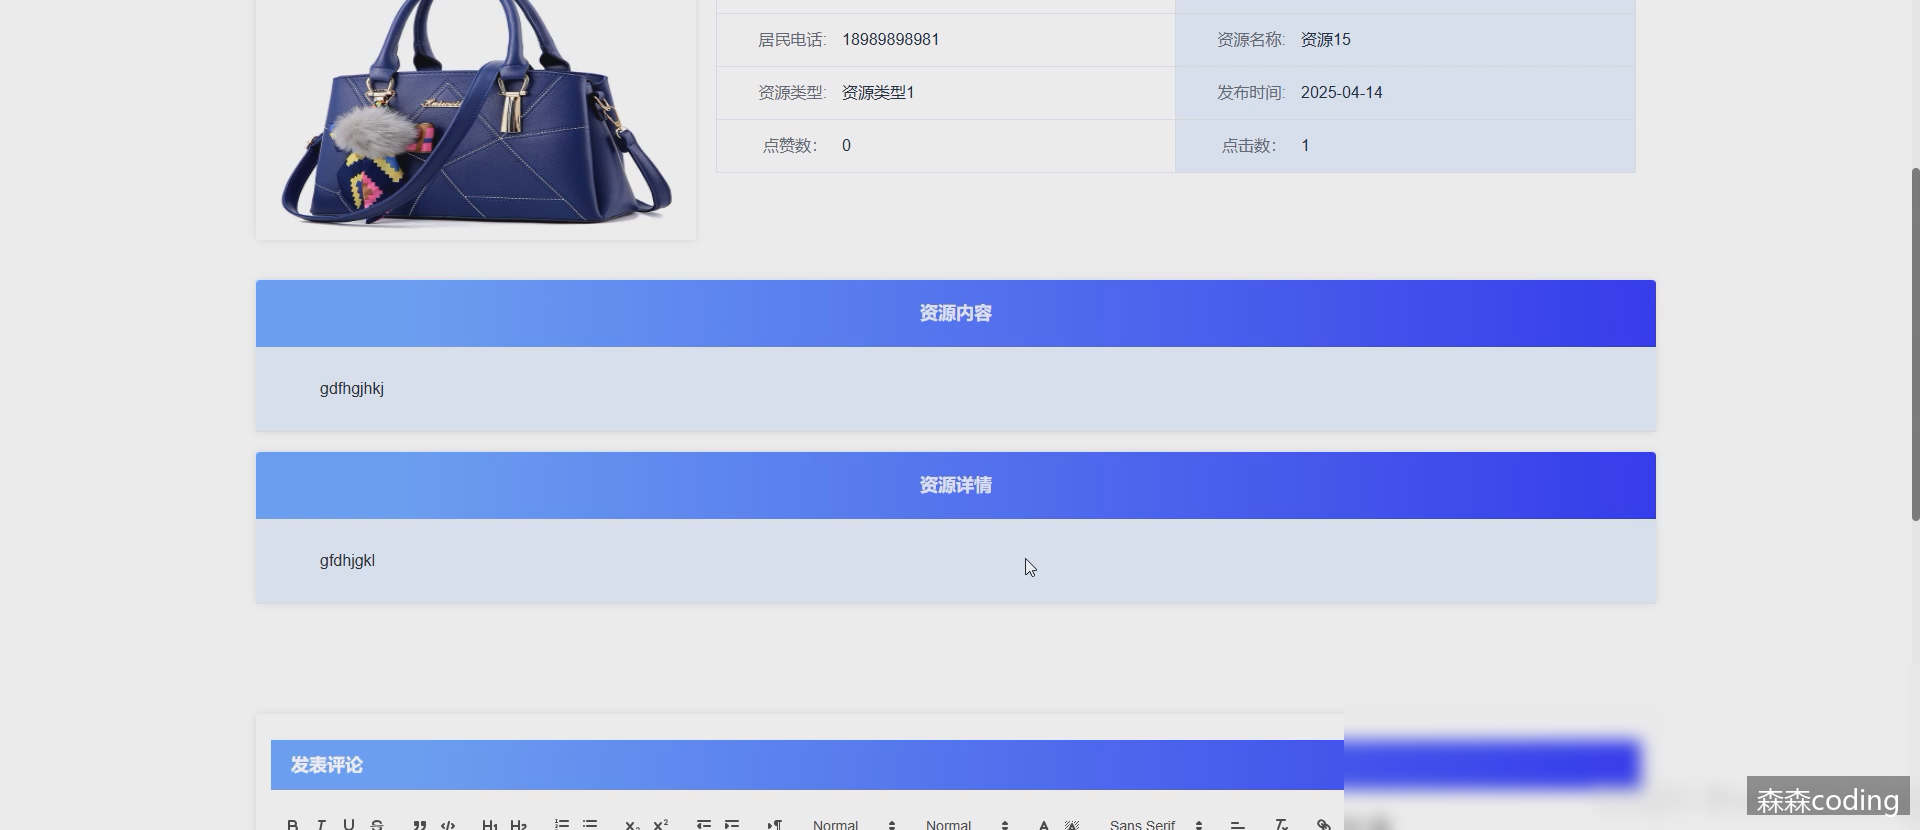 居民电话: 18989898981 资源名称: 资源15
资源类型: 资源类型1 发布时间: 2025-04-14
点赞数: 0 点击数: 1
资源内容
gdfhgjhkj
资源详情
gfdhjgkl
发表评论
B I U S H1 H2 X2 X2 Normal Normal A Sans Serif Tx
森森coding